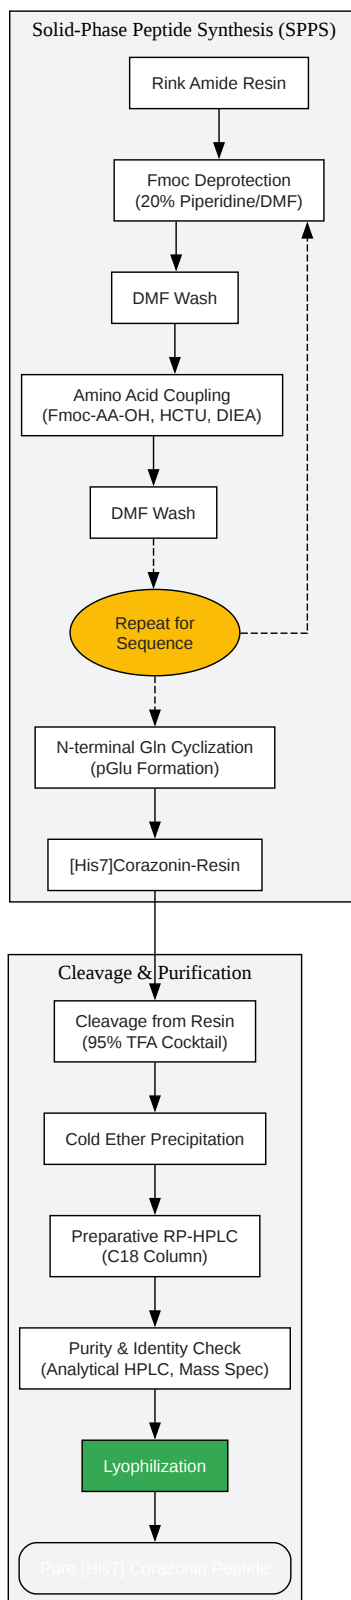 Solid-Phase Peptide Synthesis (SPPS)
Rink Amide Resin
Fmoc Deprotection
(20% Piperidine/DMF)
DMF Wash
Amino Acid Coupling
(Fmoc-AA-OH, HCTU, DIEA)
DMF Wash
Repeat for
Sequence
N-terminal Gln Cyclization
(pGlu Formation)
[His7]Corazonin-Resin
Cleavage & Purification
Cleavage from Resin
(95% TFA Cocktail)
Cold Ether Precipitation
Preparative RP-HPLC
(C18 Column)
Purity & Identity Check
(Analytical HPLC, Mass Spec)
Lyophilization
Pure [His7] Corazonin Peptide